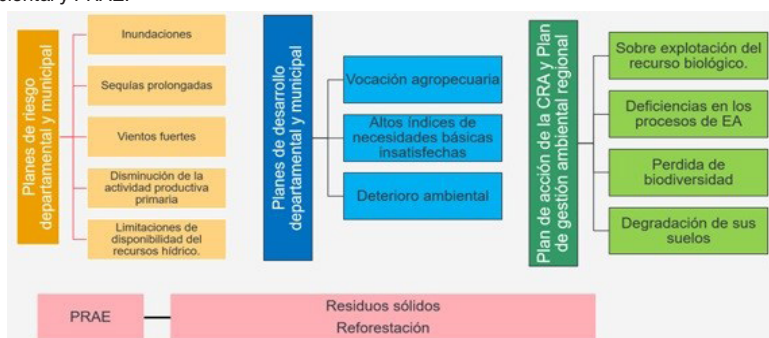 y PRAE.
Planes de riesgo
departamental y municipal
Inundaciones
Sequías prolongadas
Vientos fuertes
Disminución de la
actividad productiva
primaria
Limitaciones de
disponibilidad del
recursos hídrico.
Planes de desarrollo
departamental y municipal
Vocación agropecuaria
Altos índices de
necesidades básicas
insatisfechas
Deterioro ambiental
Plan de acción de la CRA y Plan
de gestión ambiental regional
Sobre explotación del
recurso biológico.
Deficiencias en los
procesos de EA
Perdida de
biodiversidad
Degradación de sus
suelos
PRAE
Residuos sólidos
Reforestación